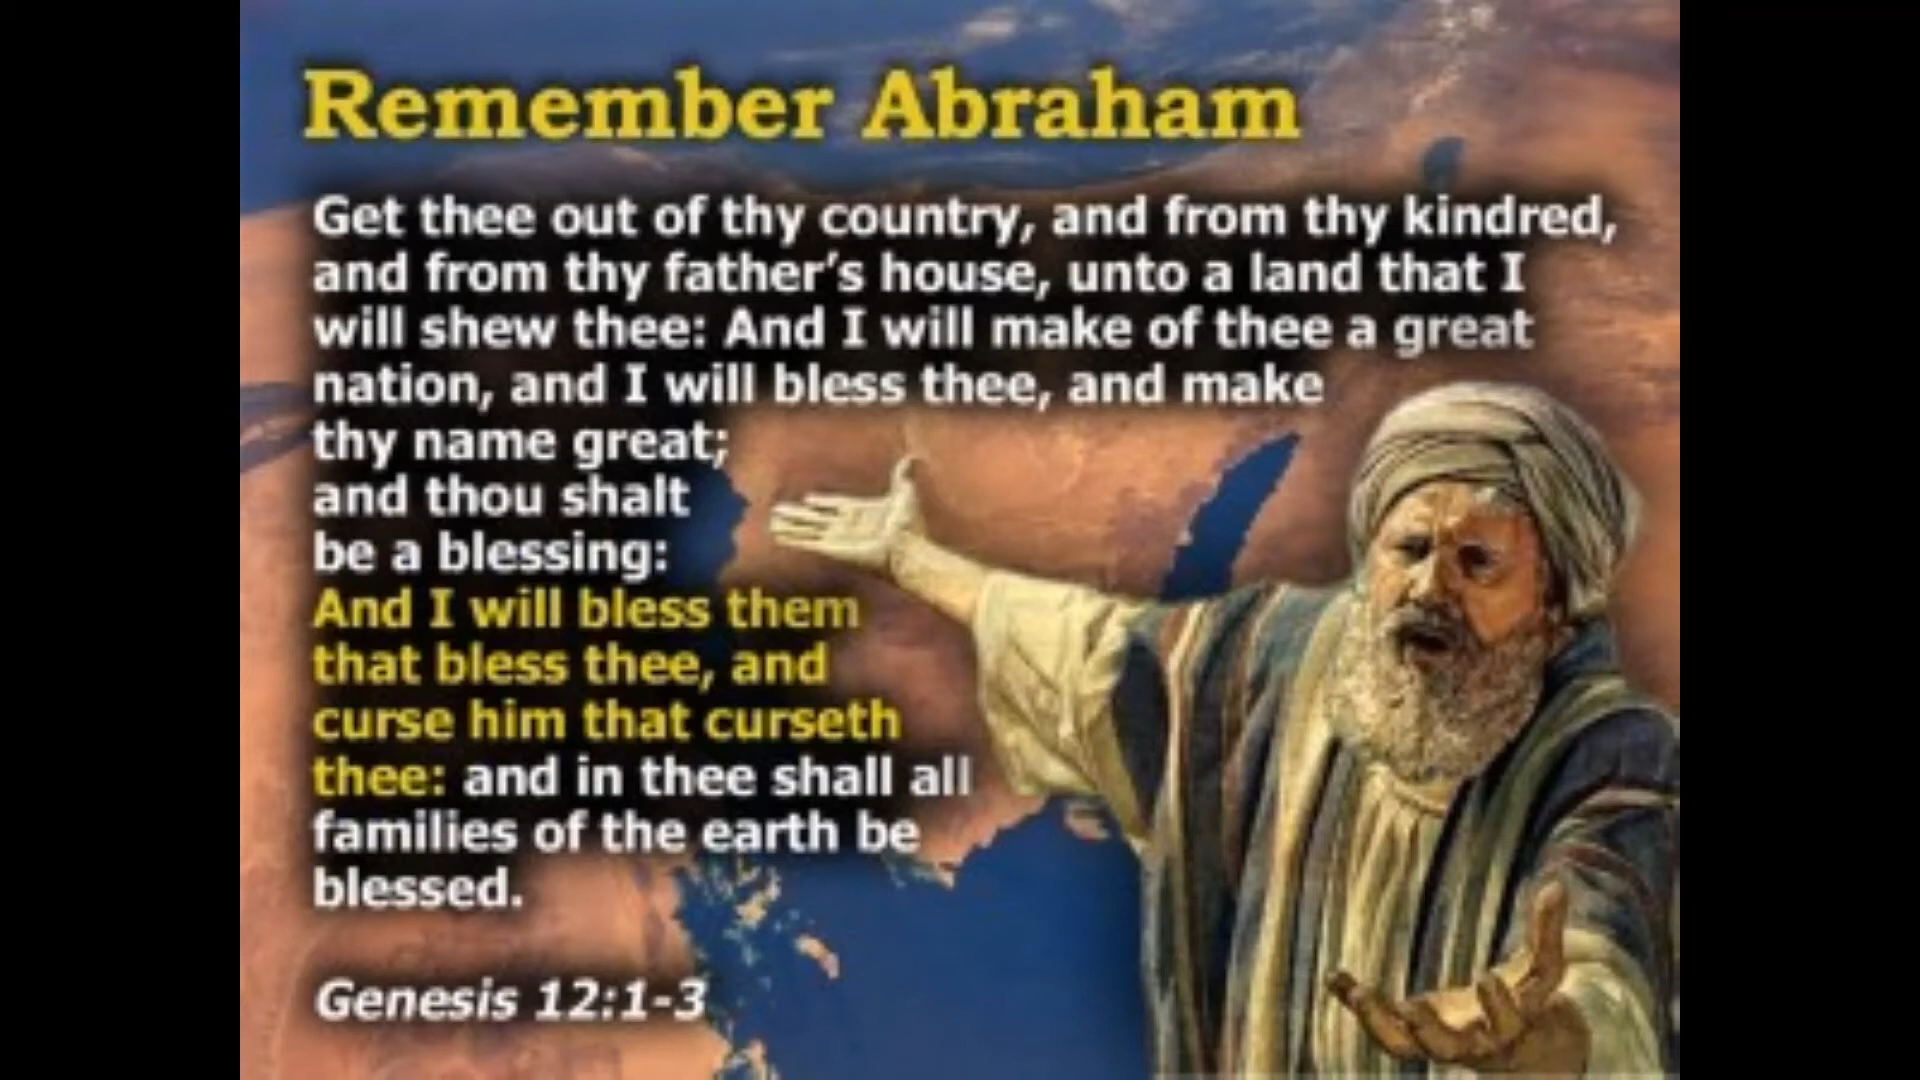 Remember Abraham
Get thee out of thy country, and from thy kindred,
and from thy father’s house, unto a land that I
will shew thee: And I will make of thee a great
nation, and I will bless thee, and make
thy name great;
and thou shalt
be a blessing:
And I will bless them
that bless thee, and
curse him that curseth
thee: and in thee shall all
families of the earth be
blessed.
Genesis 12:1-3